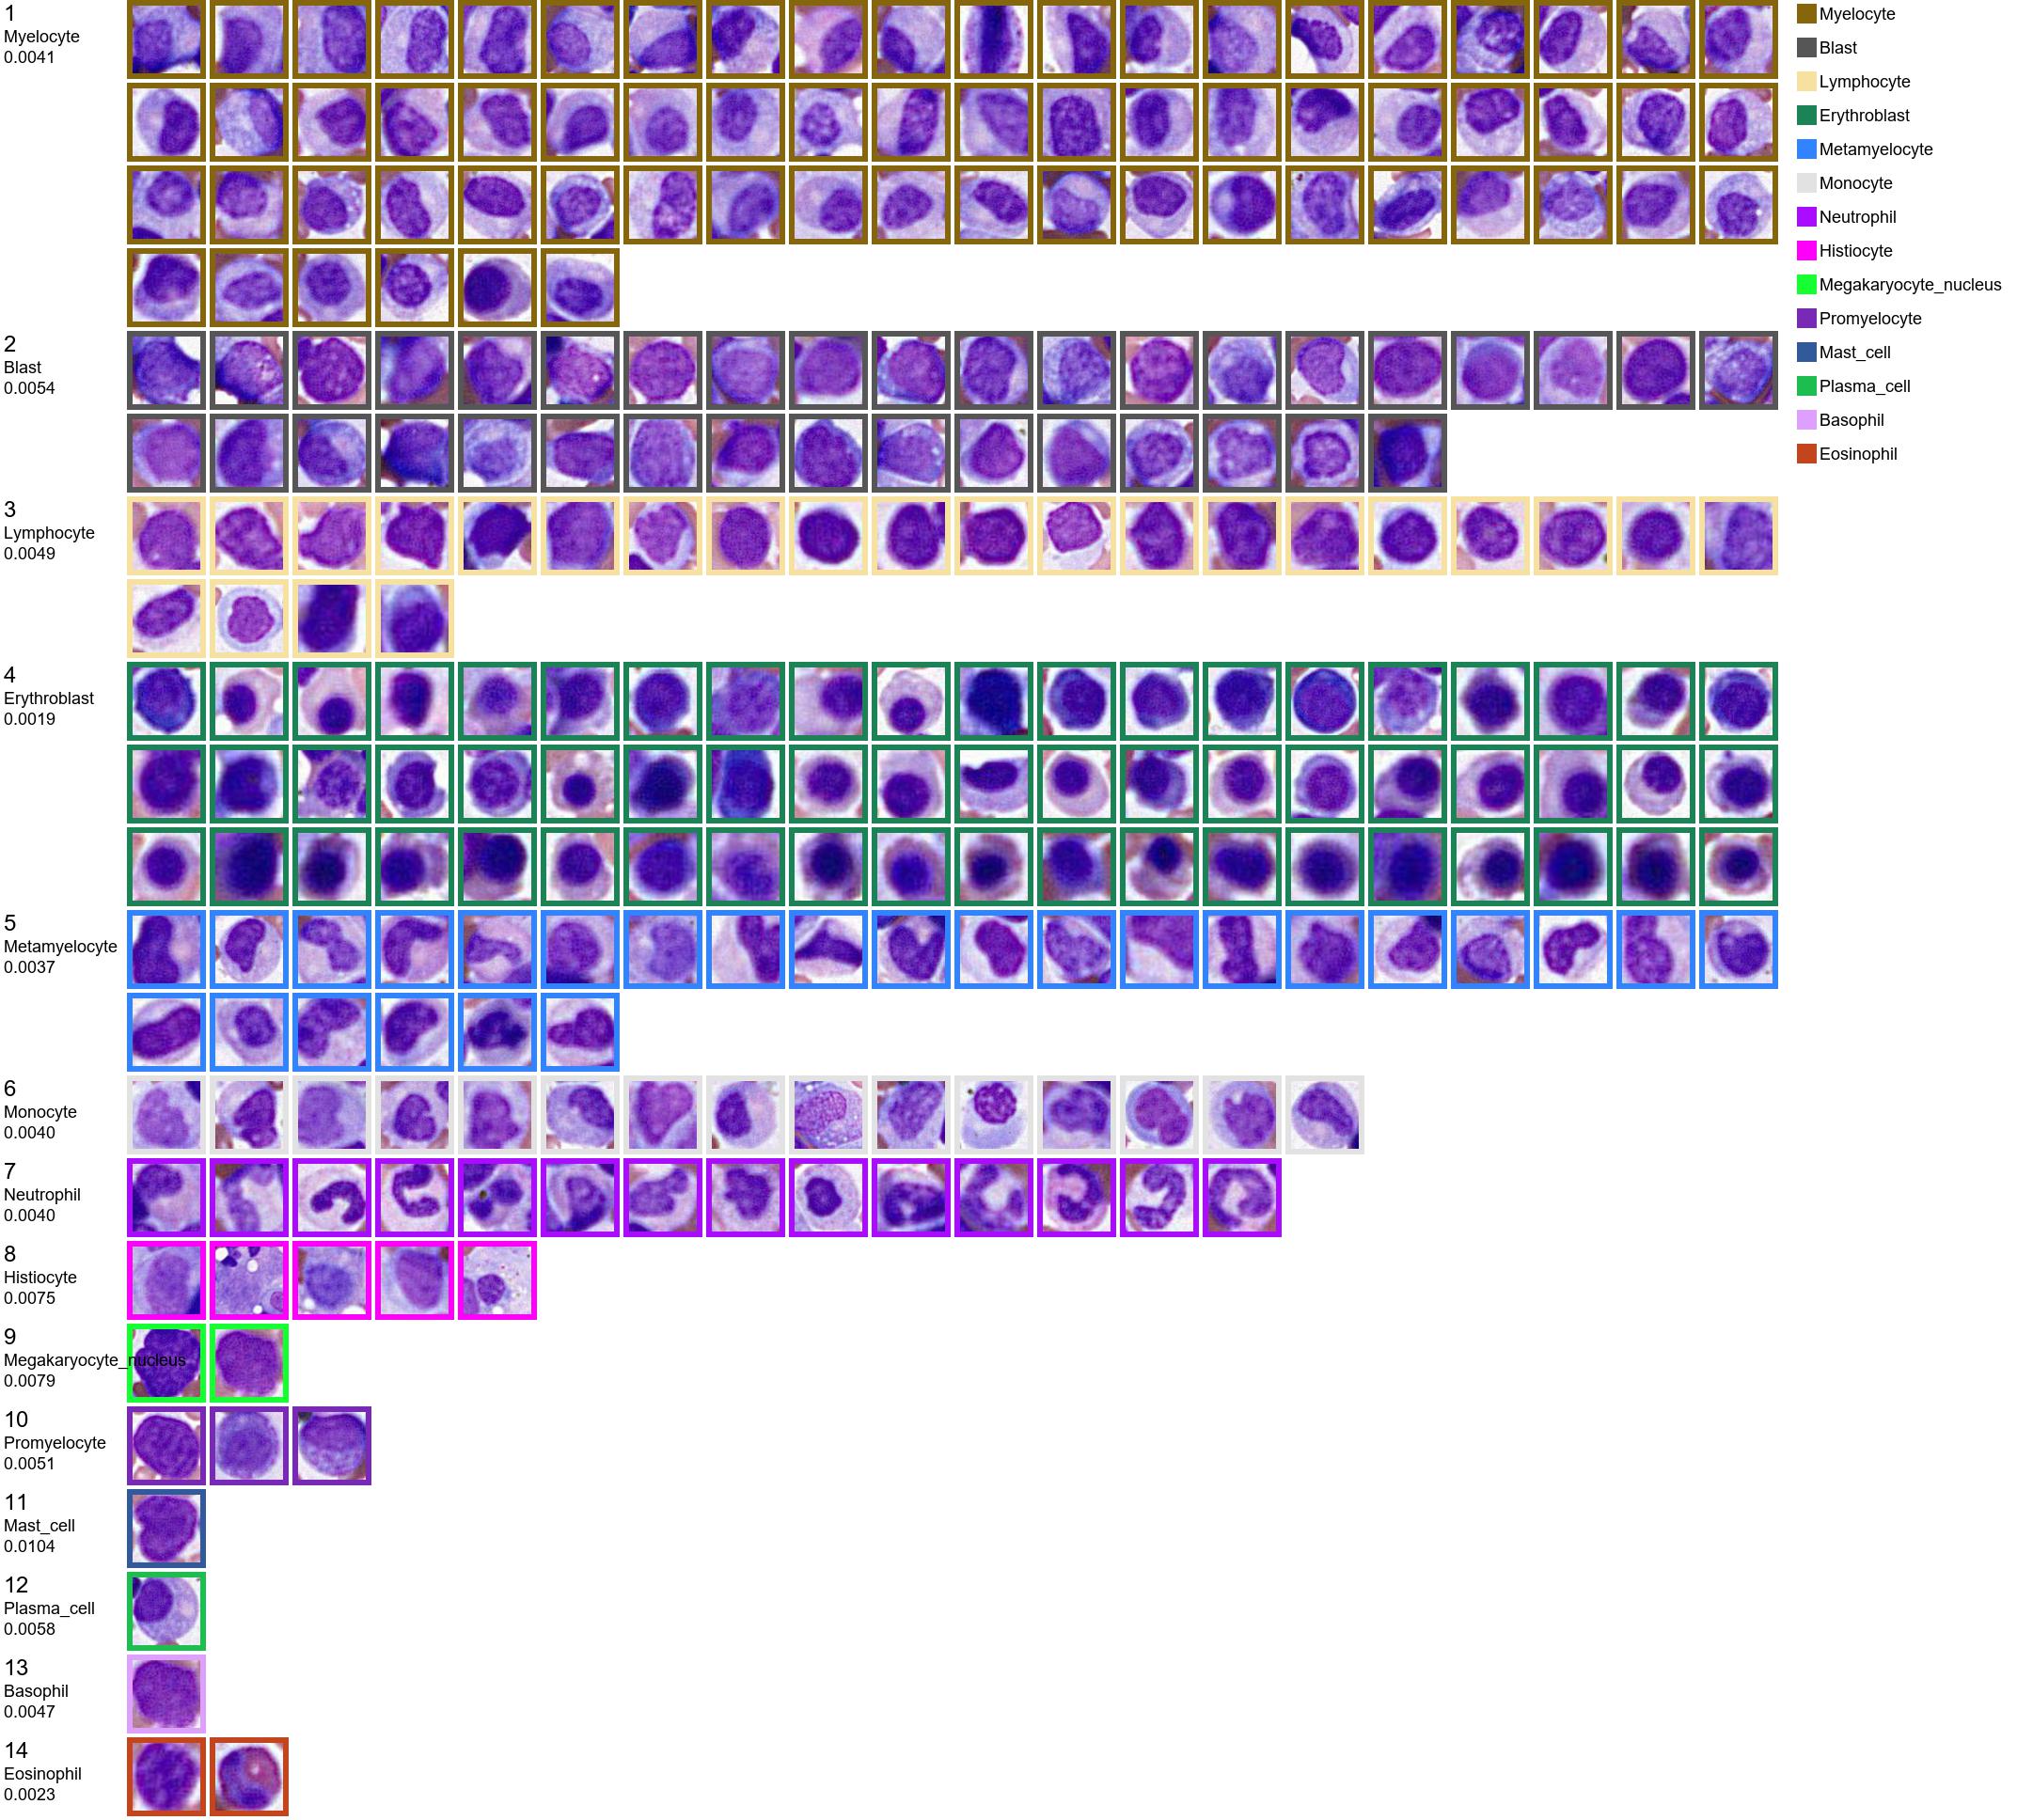 1
Myelocyte
0.0041
2
Blast
0.0054
3
Lymphocyte
0.0049
4
Erythroblast
0.0019
5
Metamyelocyte
0.0037
6
Monocyte
0.0040
7
Neutrophil
0.0040
8
Histiocyte
0.0075
9
Megakaryocyte_nucleus
0.0079
10
Promyelocyte
0.0051
11
Mast_cell
0.0104
12
Plasma_cell
0.0058
13
Basophil
0.0047
14
Eosinophil
0.0023
Myelocyte
Blast
Lymphocyte
Erythroblast
Metamyelocyte
Monocyte
Neutrophil
Histiocyte
Megakaryocyte_nucleus
Promyelocyte
Mast_cell
Plasma_cell
Basophil
Eosinophil